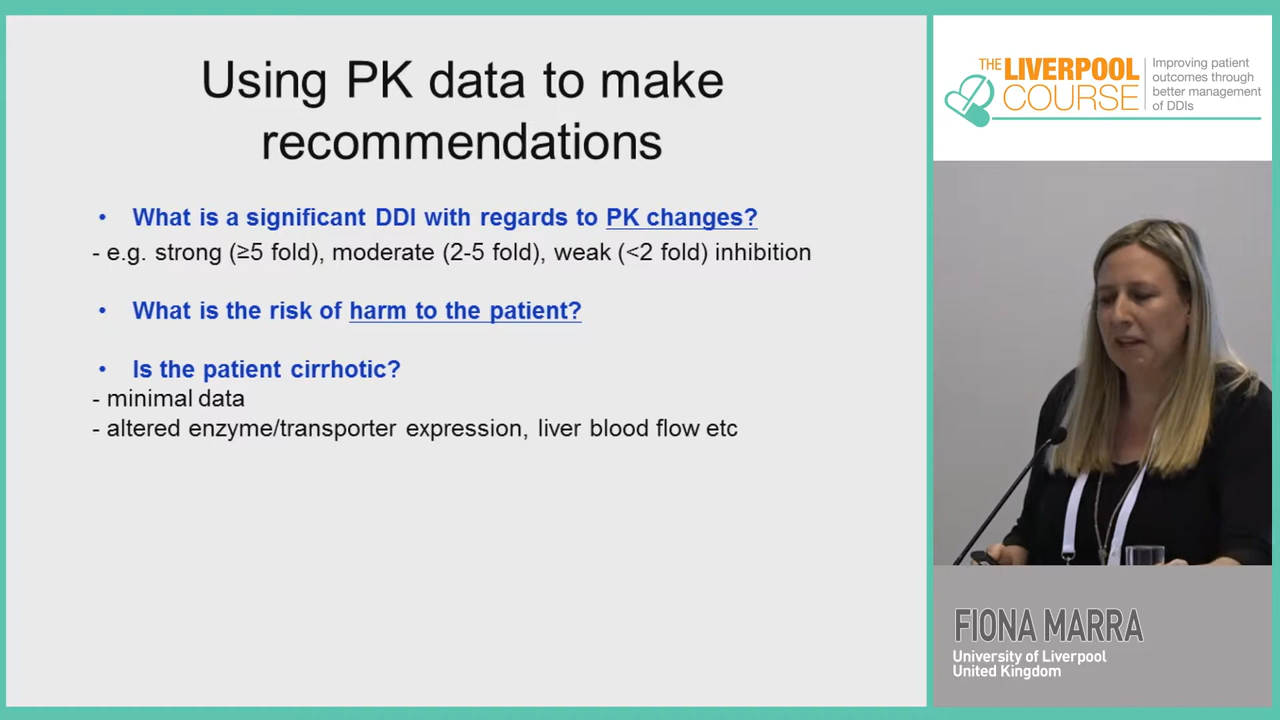 Using PK data to make
recommendations
• What is a significant DDI with regards to PK changes?
- e.g. strong (≥5 fold), moderate (2-5 fold), weak (<2 fold) inhibition
• What is the risk of harm to the patient?
• Is the patient cirrhotic?
- minimal data
- altered enzyme/transporter expression, liver blood flow etc
THE LIVERPOOL
COURSE
Improving patient
outcomes through
better management
of DDIs
FIONA MARRA
University of Liverpool
United Kingdom